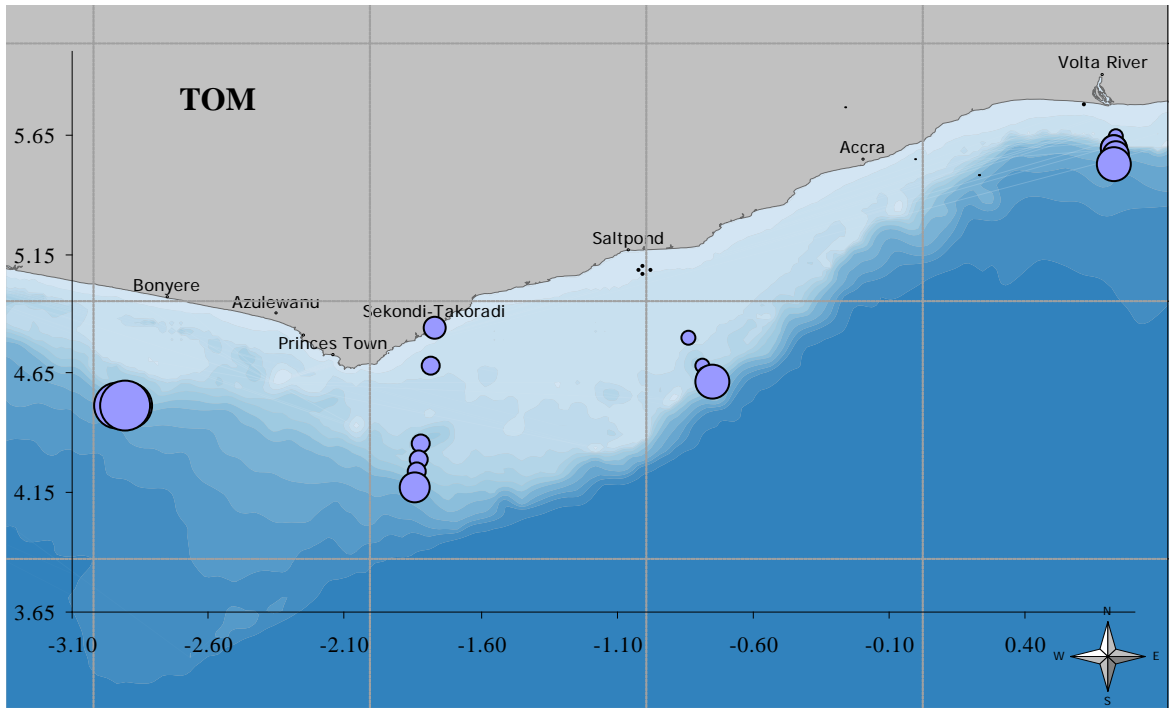 Volta River
TOM
5.65
Accra
Saltpond
5.15
Bonyere
Azulewanu
Sekondi-Takoradi
Princes Town
4.65
4.15
3.65
N
-3.10 -2.60 -2.10 -1.60 -1.10 -0.60 -0.10 0.40
W E
S